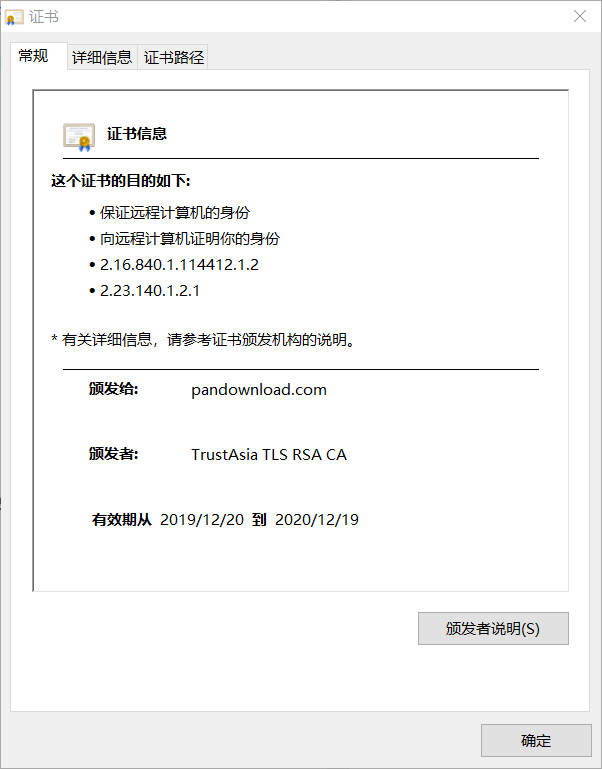 证书
常规 详细信息 证书路径
证书信息
这个证书的目的如下:
• 保证远程计算机的身份
• 向远程计算机证明你的身份
• 2.16.840.1.114412.1.2
• 2.23.140.1.2.1
* 有关详细信息，请参考证书颁发机构的说明。
颁发给: pandownload.com
颁发者: TrustAsia TLS RSA CA
有效期从 2019/12/20 到 2020/12/19
颁发者说明(S)
确定